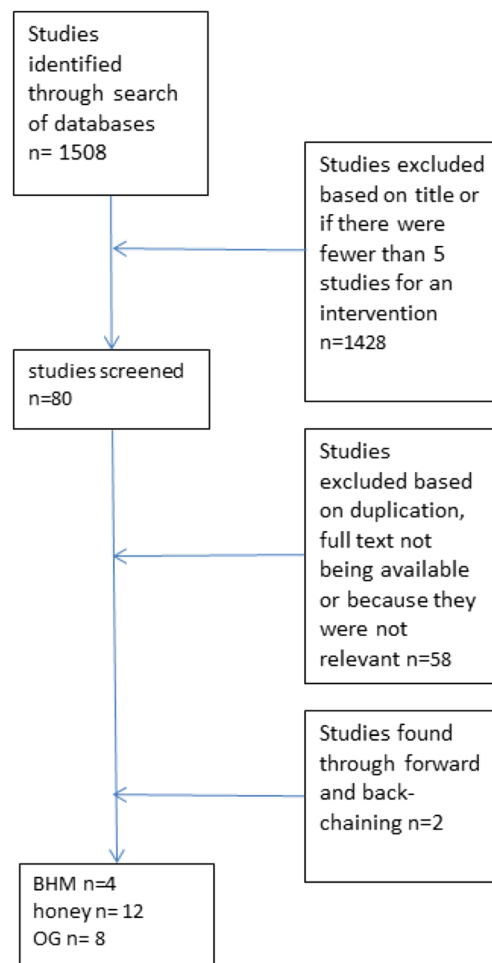 Studies
identified
through search
of databases
n= 1508
Studies excluded
based on title or
if there were
fewer than 5
studies for an
intervention
n=1428
studies screened
n=80
Studies
excluded based
on duplication,
full text not
being available
or because they
were not
relevant n=58
Studies found
through forward
and back-
chaining n=2
BHM n=4
honey n= 12
OG n= 8